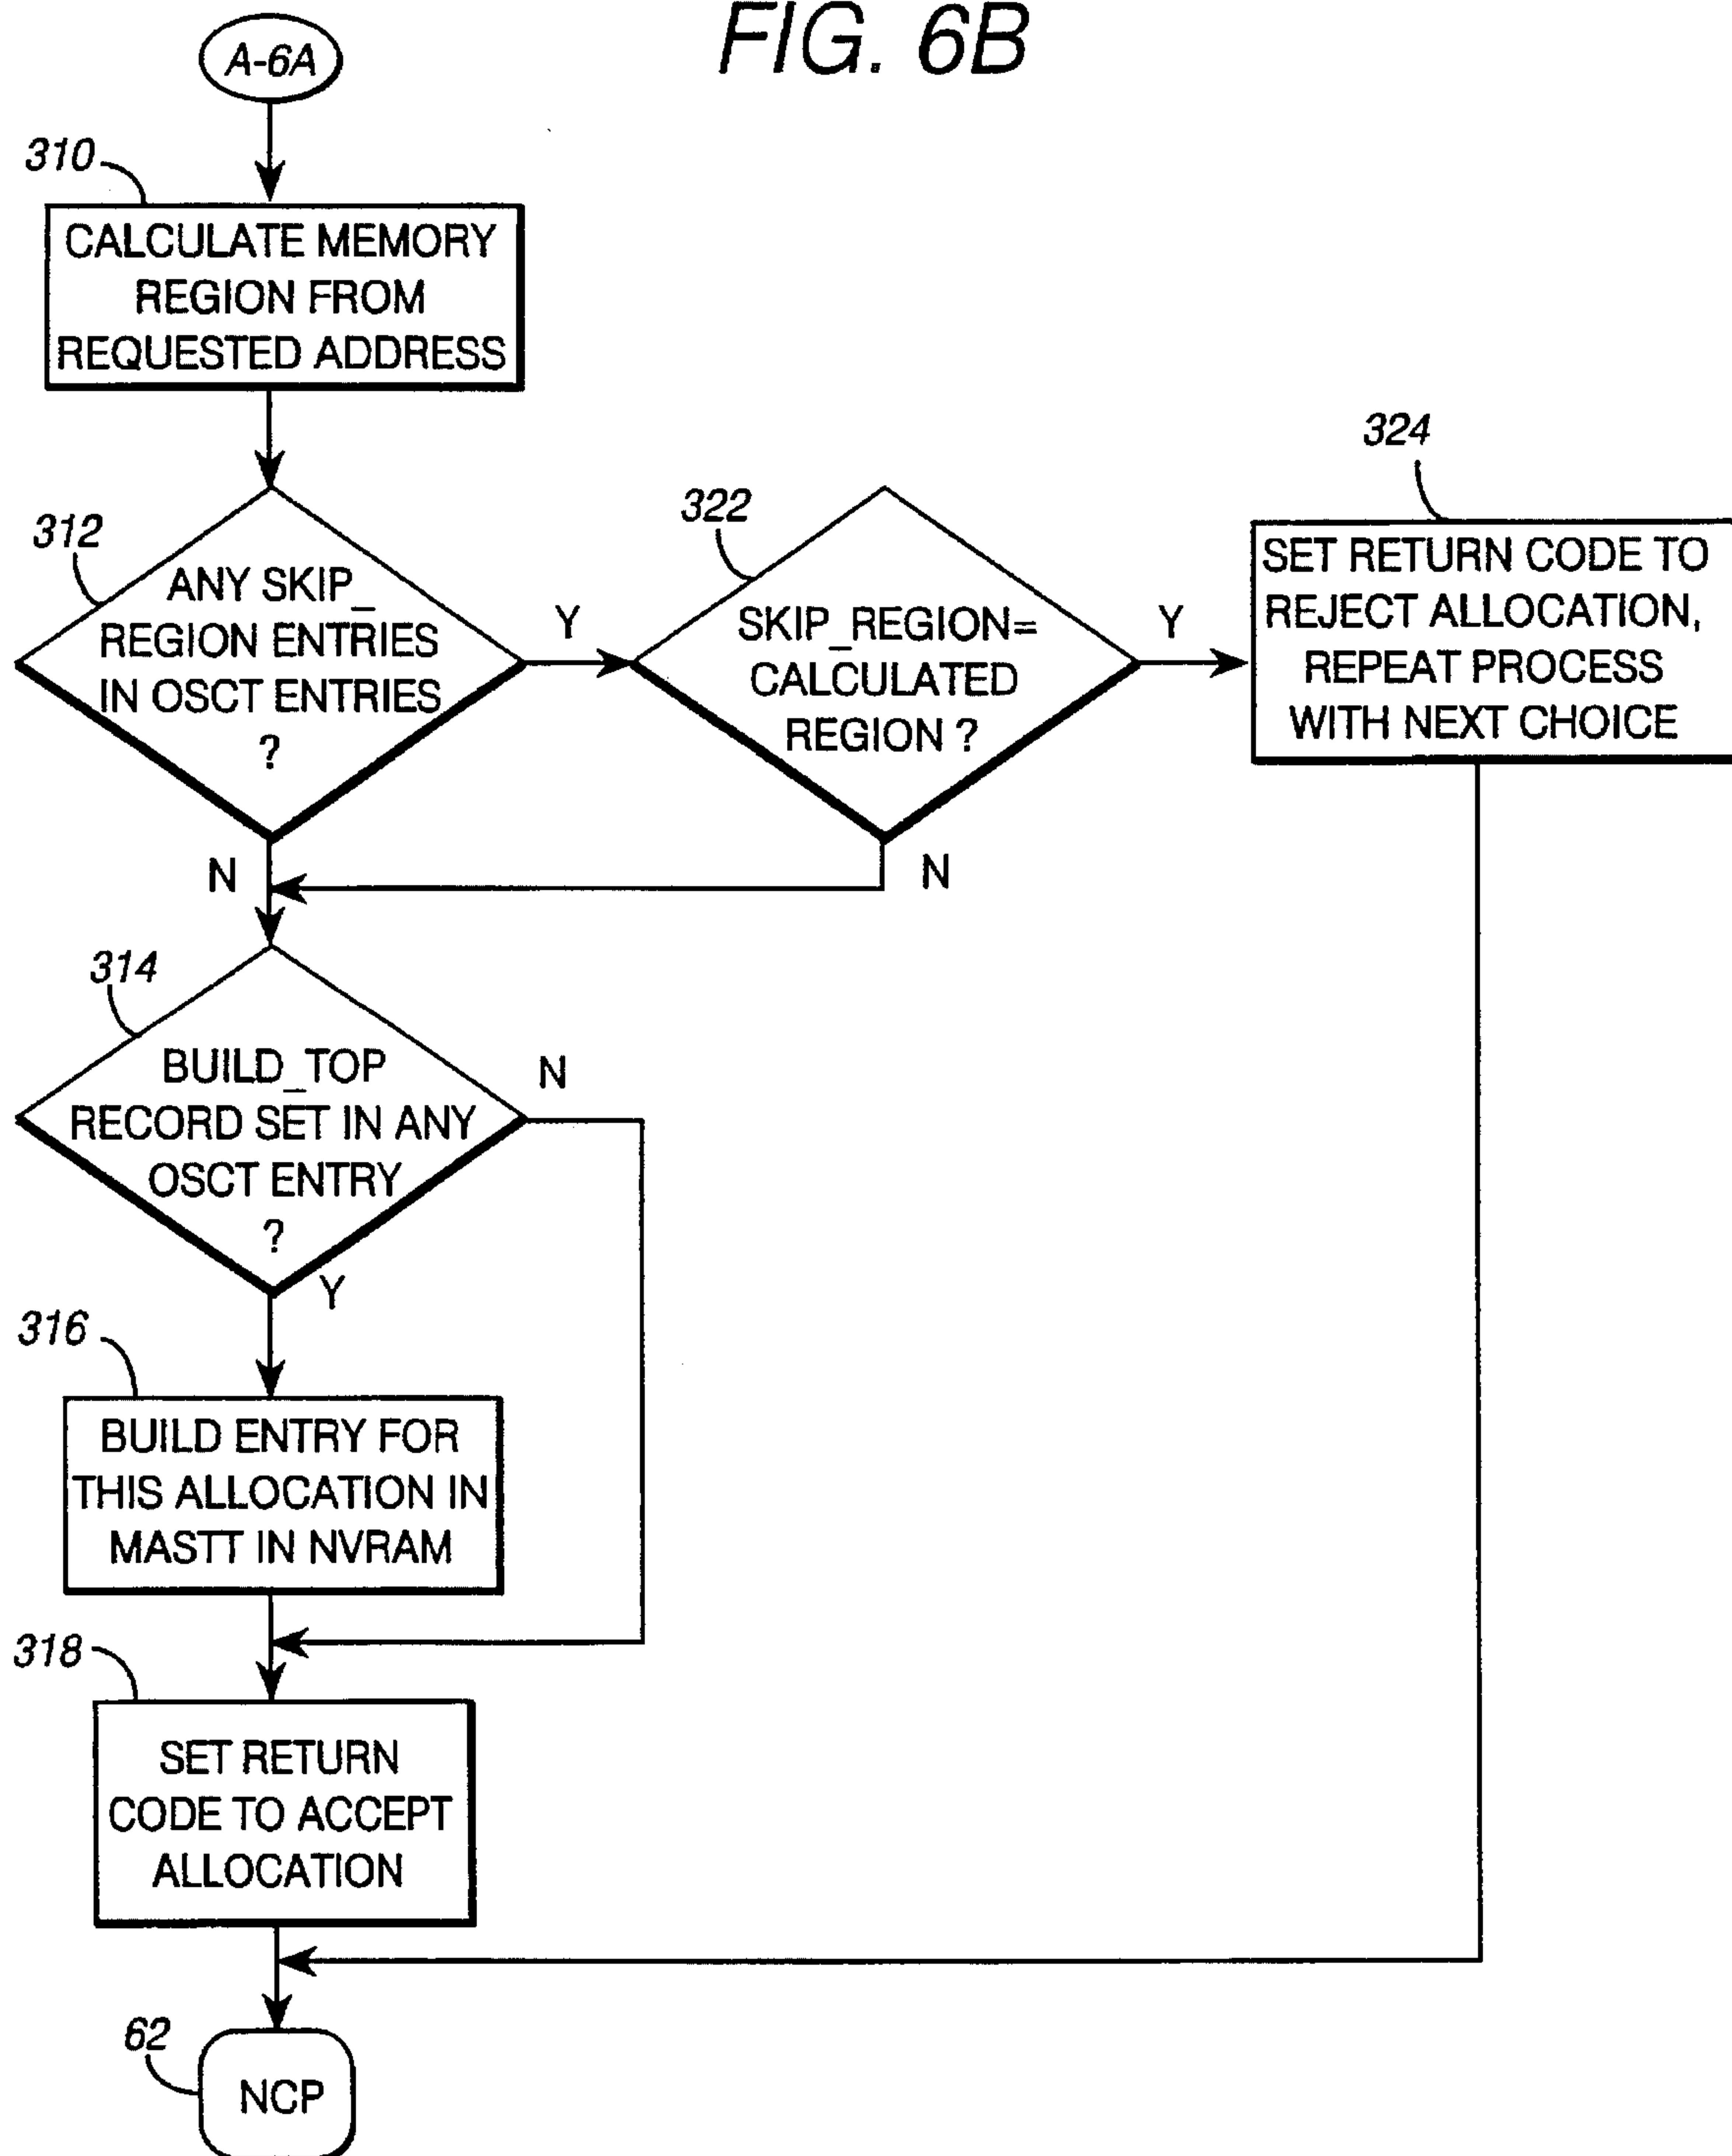 FIG. 6B
A-6A
310
CALCULATE MEMORY
REGION FROM
REQUESTED ADDRESS
312
ANY SKIP_
REGION ENTRIES
IN OSCT ENTRIES
?
Y
N
322
SKIP_REGION=
CALCULATED
REGION ?
Y
N
324
SET RETURN CODE TO
REJECT ALLOCATION,
REPEAT PROCESS
WITH NEXT CHOICE
314
BUILD_TOP
RECORD SET IN ANY
OSCT ENTRY
?
N
Y
316
BUILD ENTRY FOR
THIS ALLOCATION IN
MASTT IN NVRAM
318
SET RETURN
CODE TO ACCEPT
ALLOCATION
62
NCP